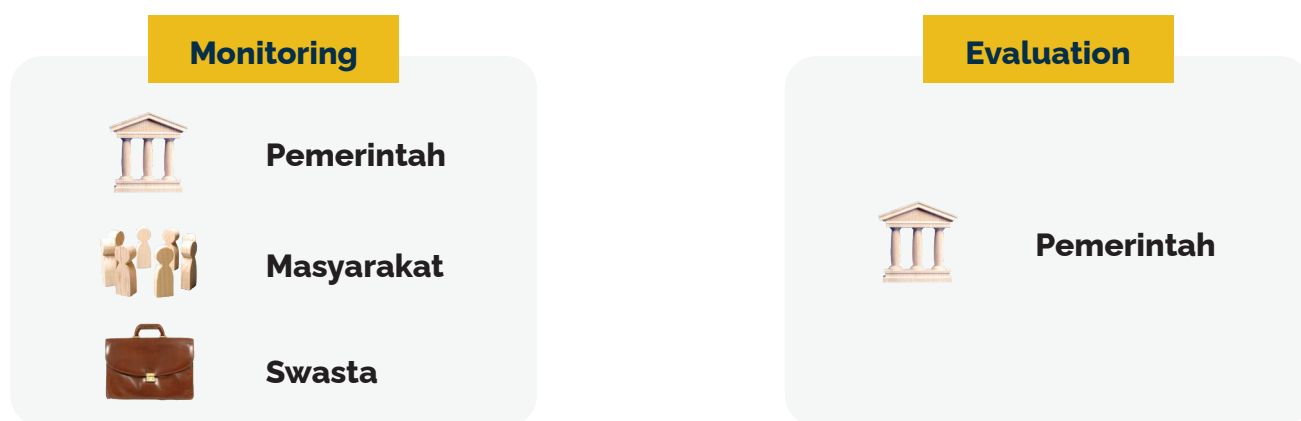 Monitoring
Pemerintah
Masyarakat
Swasta
Evaluation
Pemerintah